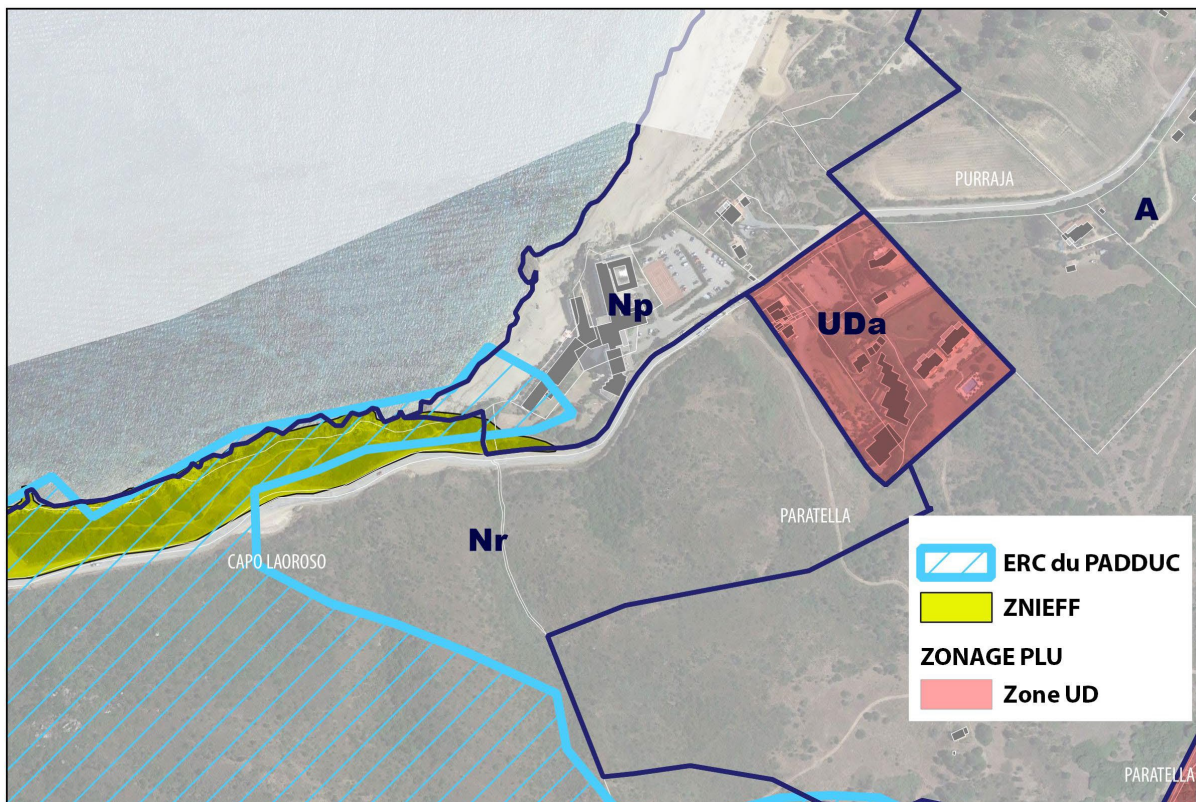 PURRAJA
A
Np
UDa
PARATELLA
Nr
CAPO LAOROSO
ERC du PADDUC
ZNIEFF
ZONAGE PLU
Zone UD
PARATELLA